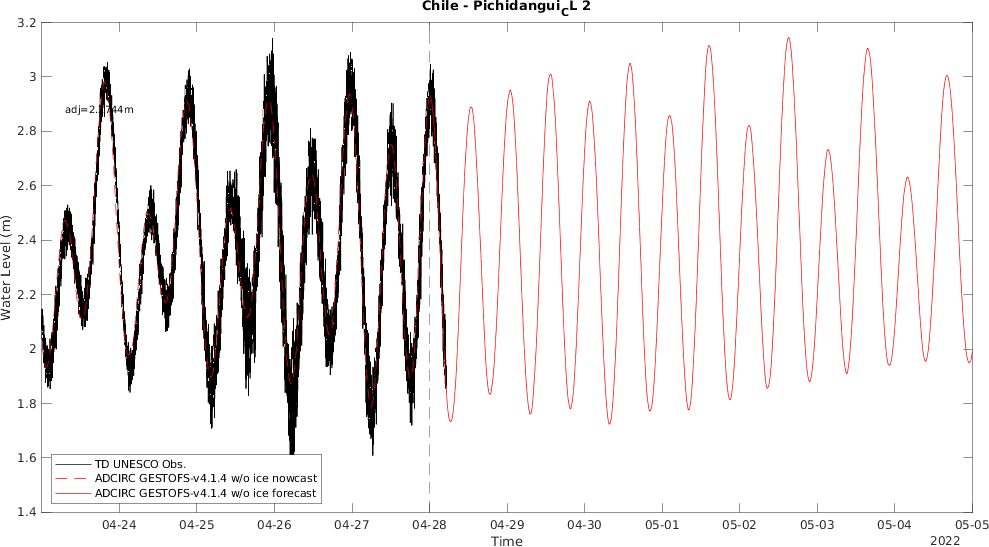 Chile - PichidanguiCL 2
3.2
3
2.8
2.6
2.4
2.2
2
1.8
1.6
1.4
Water Level (m)
TD UNESCO Obs.
ADCIRC GESTOFS-v4.1.4 w/o ice nowcast
ADCIRC GESTOFS-v4.1.4 w/o ice forecast
04-24 04-25 04-26 04-27 04-28 04-29 04-30 05-01 05-02 05-03 05-04 05-05
Time
2022